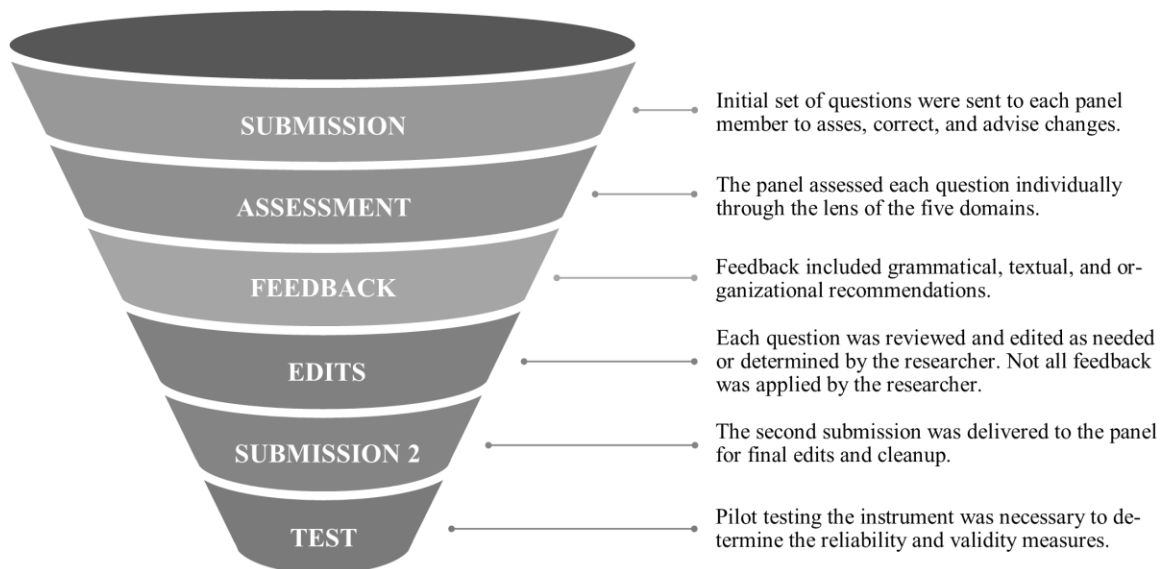 SUBMISSION
Initial set of questions were sent to each panel
member to asses, correct, and advise changes.
ASSESSMENT
The panel assessed each question individually
through the lens of the five domains.
FEEDBACK
Feedback included grammatical, textual, and or-
ganizational recommendations.
EDITS
Each question was reviewed and edited as needed
or determined by the researcher. Not all feedback
was applied by the researcher.
SUBMISSION 2
The second submission was delivered to the panel
for final edits and cleanup.
TEST
Pilot testing the instrument was necessary to de-
termine the reliability and validity measures.